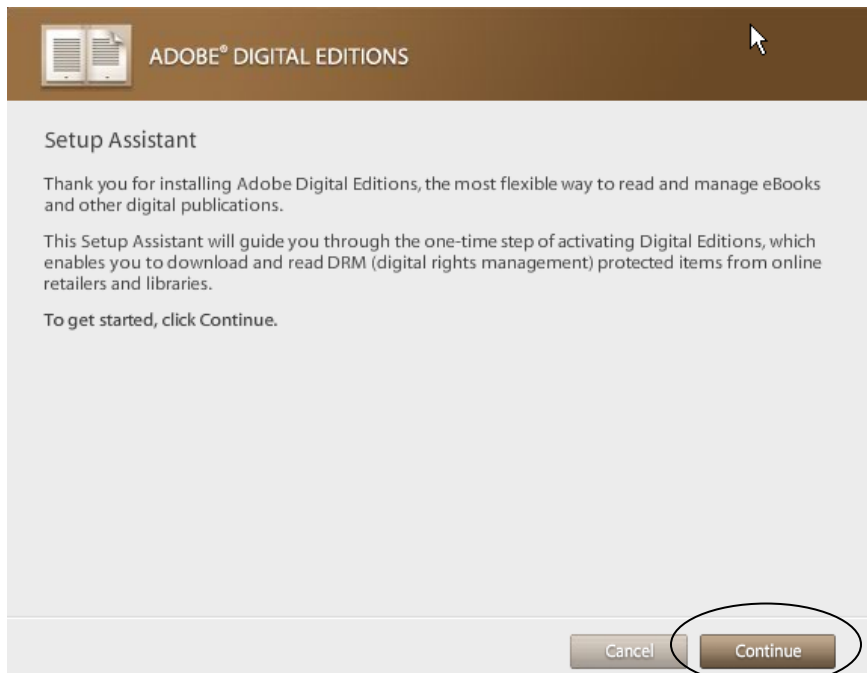 ADOBE® DIGITAL EDITIONS
Setup Assistant
Thank you for installing Adobe Digital Editions, the most flexible way to read and manage eBooks
and other digital publications.
This Setup Assistant will guide you through the one-time step of activating Digital Editions, which
enables you to download and read DRM (digital rights management) protected items from online
retailers and libraries.
To get started, click Continue.
Cancel
Continue